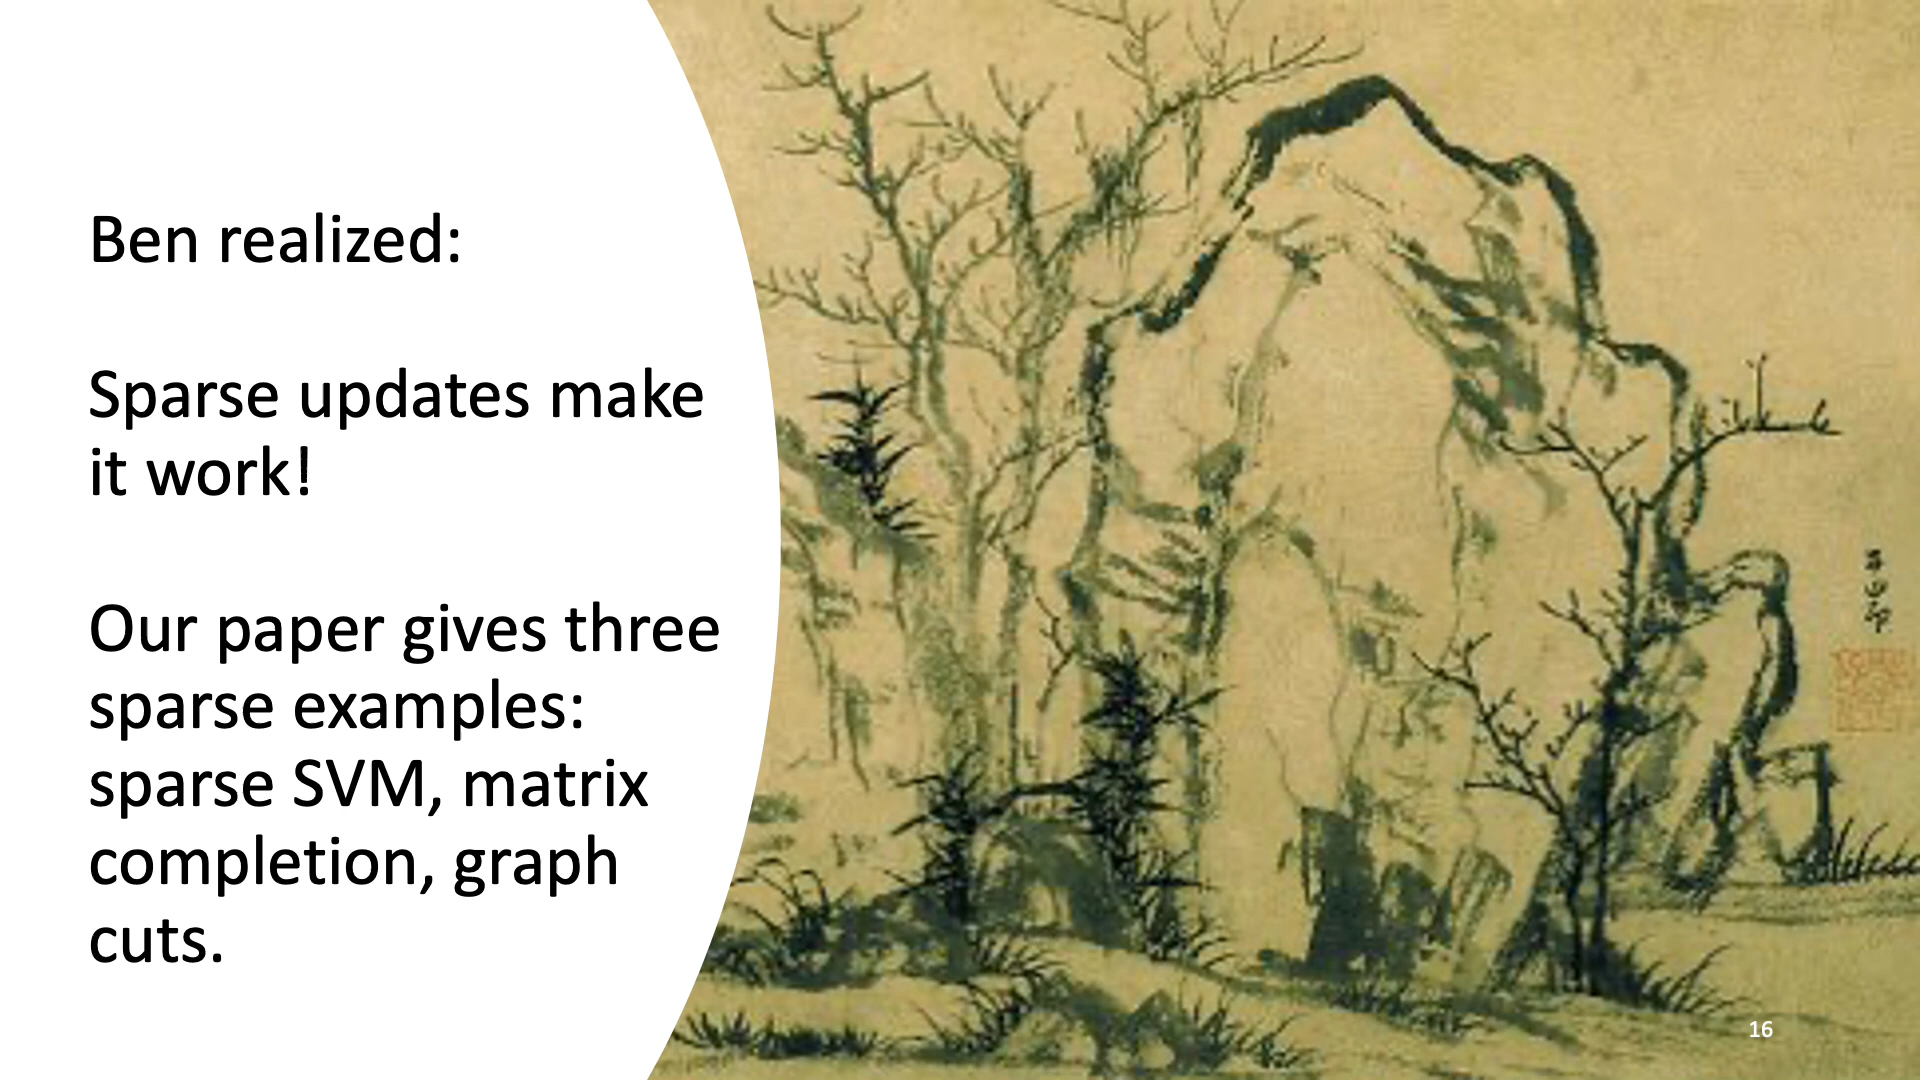 Ben realized:
Sparse updates make
it work!
Our paper gives three
sparse examples:
sparse SVM, matrix
completion, graph
cuts.
16